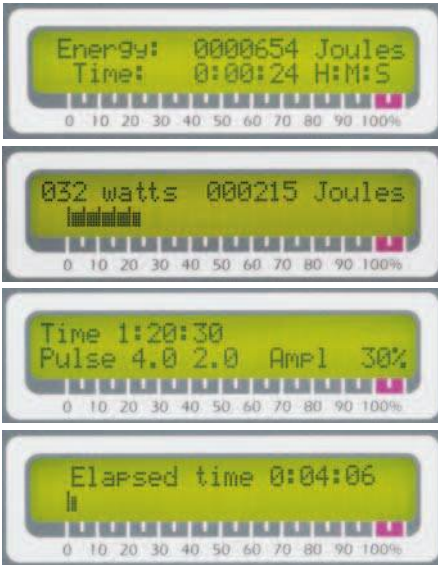 Energy: 0000654 Joules
Time: 0:00:24 H:M:S
0 10 20 30 40 50 60 70 80 90 100%
032 watts 000215 Joules
0 10 20 30 40 50 60 70 80 90 100%
Time 1:20:30
Pulse 4.0 2.0 Ampl 30%
0 10 20 30 40 50 60 70 80 90 100%
Elapsed time 0:04:06
0 10 20 30 40 50 60 70 80 90 100%